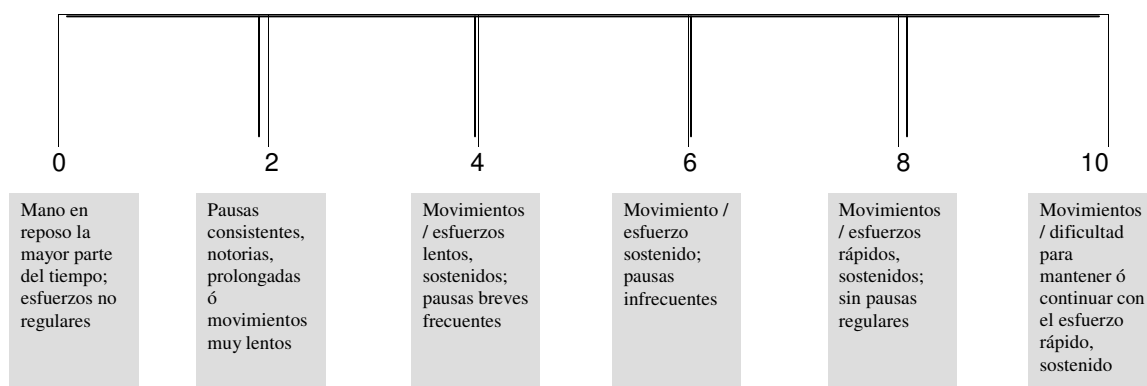 0 2 4 6 8 10
Mano en
reposo la
mayor parte
del tiempo;
esfuerzos no
regulares
Pausas
consistentes,
notorias,
prolongadas
ó
movimientos
muy lentos
Movimientos
/ esfuerzos
lentos,
sostenidos;
pausas breves
frecuentes
Movimiento /
esfuerzo
sostenido;
pausas
infrecuentes
Movimientos
/ esfuerzos
rápidos,
sostenidos;
sin pausas
regulares
Movimientos
/ dificultad
para
mantener ó
continuar con
el esfuerzo
rápido,
sostenido